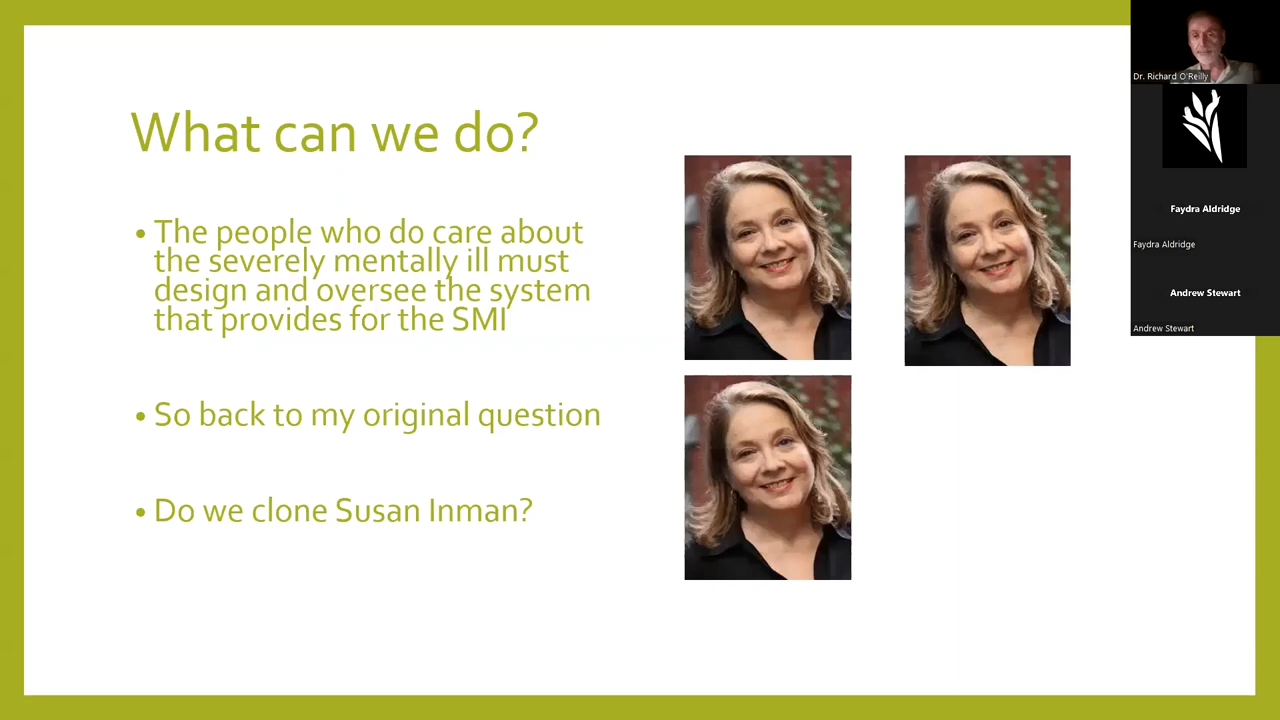 What can we do?
• The people who do care about
the severely mentally ill must
design and oversee the system
that provides for the SMI
• So back to my original question
• Do we clone Susan Inman?
Dr. Richard O'Reilly
Faydra Aldridge
Faydra Aldridge
Andrew Stewart
Andrew Stewart